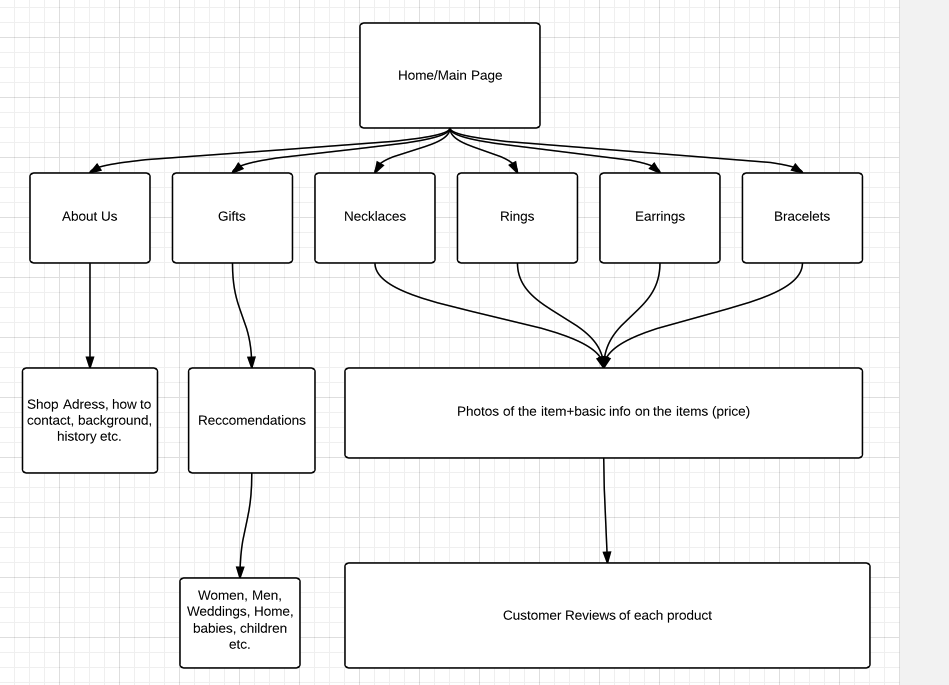 Home/Main Page
About Us
Gifts
Necklaces
Rings
Earrings
Bracelets
Shop Adress, how to
contact, background,
history etc.
Reccomendations
Photos of the item+basic info on the items (price)
Women, Men,
Weddings, Home,
babies, children
etc.
Customer Reviews of each product